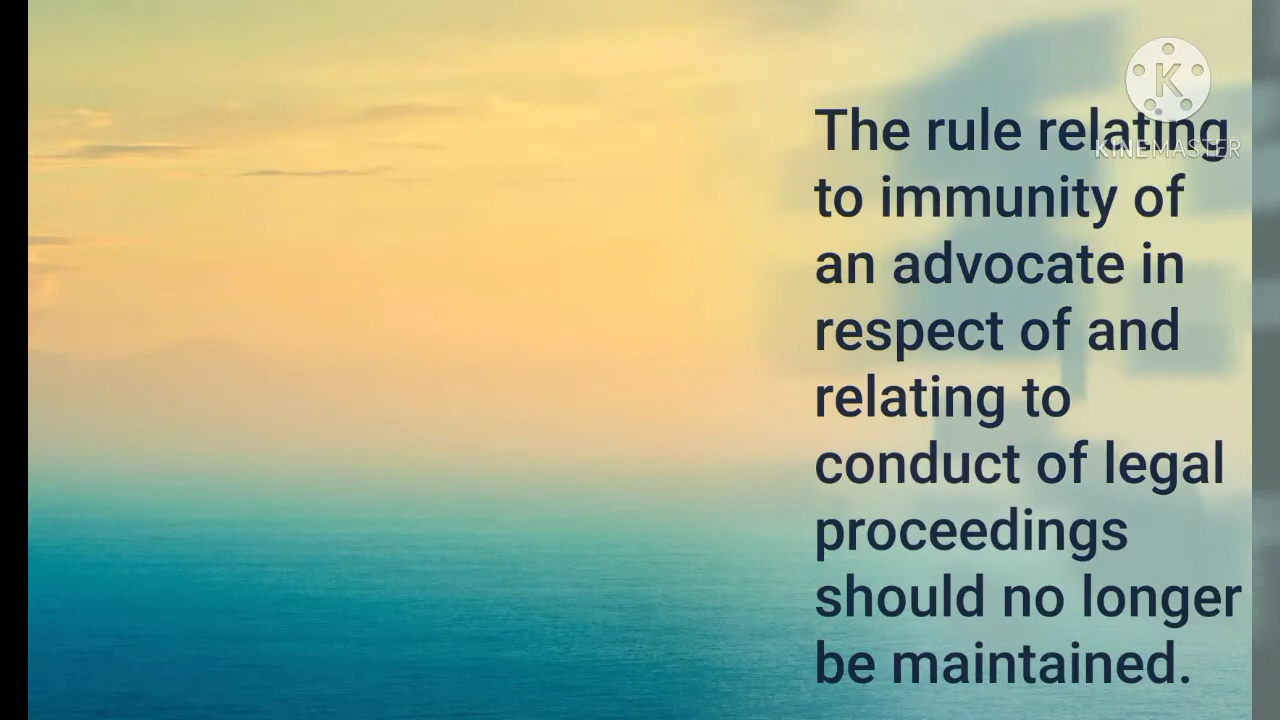 K
KINEMASTER
The rule relating
to immunity of
an advocate in
respect of and
relating to
conduct of legal
proceedings
should no longer
be maintained.